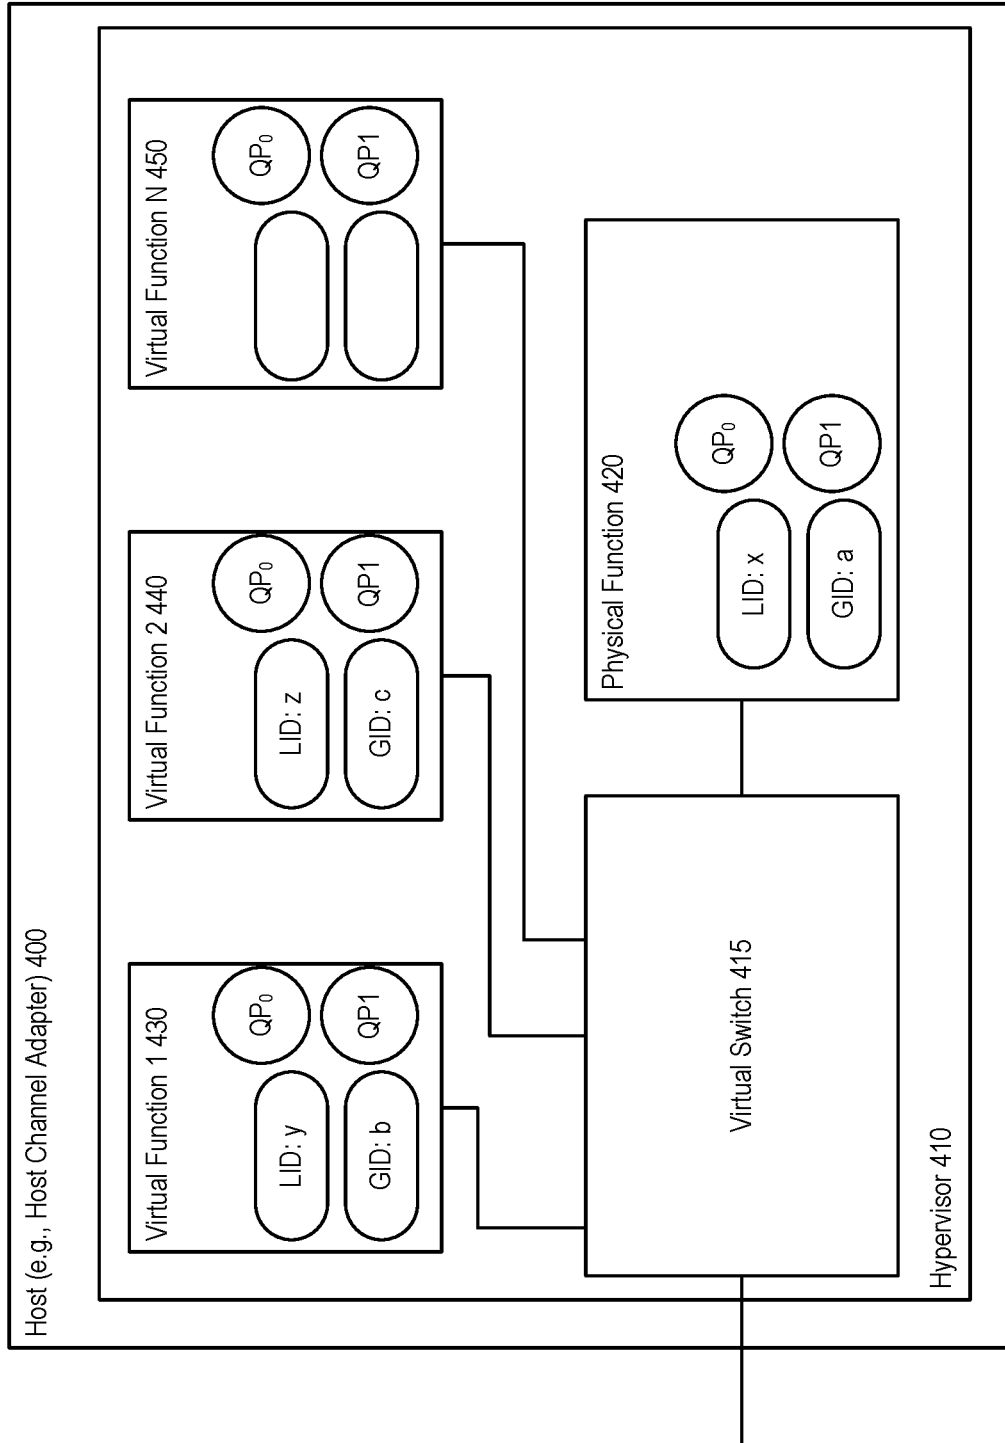 Host (e.g., Host Channel Adapter) 400
Virtual Function 1 430
LID: y
QP₀
GID: b
QP1
Virtual Function 2 440
LID: z
QP₀
GID: c
QP1
Virtual Function N 450
QP₀
QP1
Virtual Switch 415
Physical Function 420
LID: x
QP₀
GID: a
QP1
Hypervisor 410